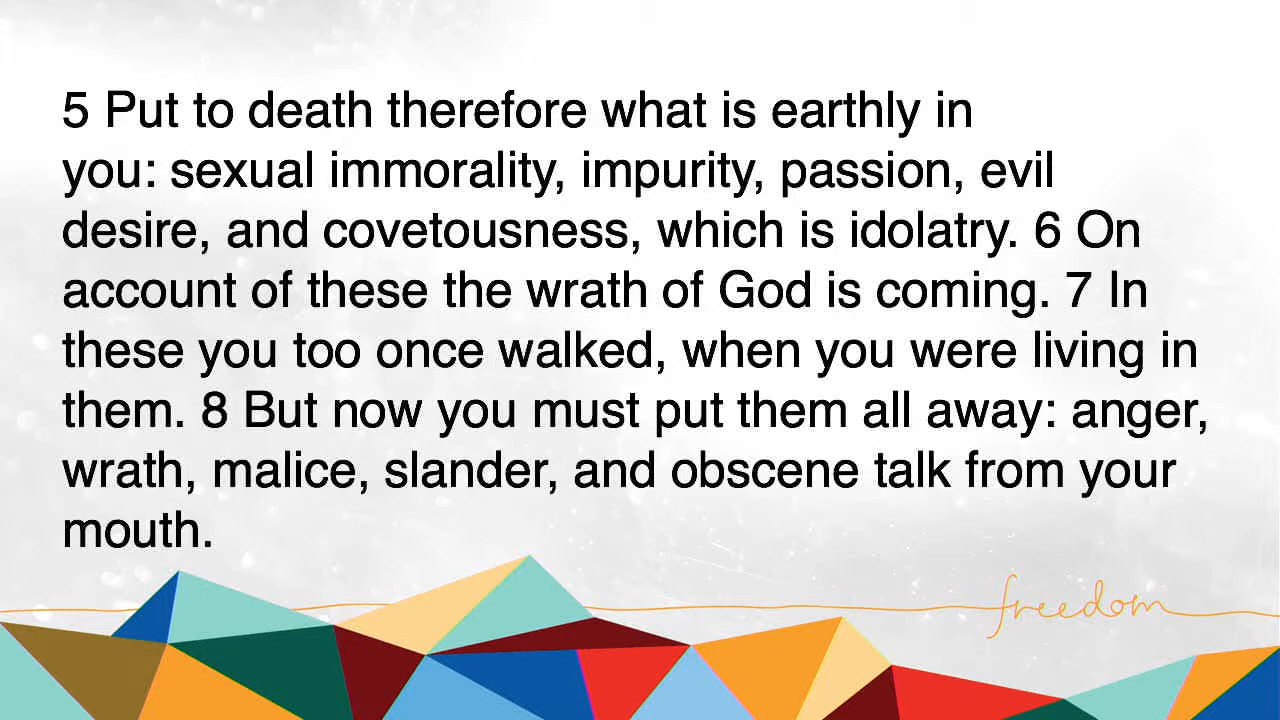 5 Put to death therefore what is earthly in
you: sexual immorality, impurity, passion, evil
desire, and covetousness, which is idolatry. 6 On
account of these the wrath of God is coming. 7 In
these you too once walked, when you were living in
them. 8 But now you must put them all away: anger,
wrath, malice, slander, and obscene talk from your
mouth.
freedom